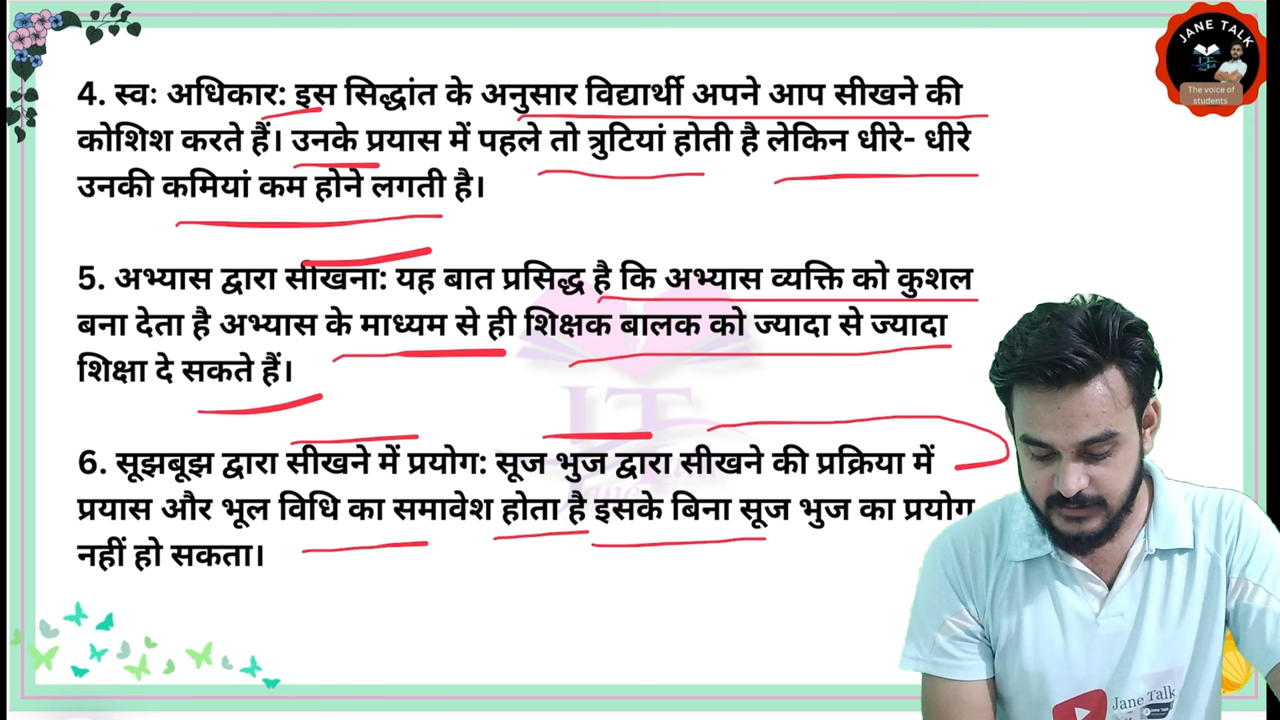 4. स्वः अधिकार: इस सिद्धांत के अनुसार विद्यार्थी अपने आप सीखने की
कोशिश करते हैं। उनके प्रयास में पहले तो त्रुटियां होती है लेकिन धीरे- धीरे
उनकी कमियां कम होने लगती है।
5. अभ्यास द्वारा सीखना: यह बात प्रसिद्ध है कि अभ्यास व्यक्ति को कुशल
बना देता है अभ्यास के माध्यम से ही शिक्षक बालक को ज्यादा से ज्यादा
शिक्षा दे सकते हैं।
6. सूझबूझ द्वारा सीखने में प्रयोग: सूज भुज द्वारा सीखने की प्रक्रिया में
प्रयास और भूल विधि का समावेश होता है इसके बिना सूज भुज का प्रयोग
नहीं हो सकता।
JANE TALK
The voice of
students
Jane Talk